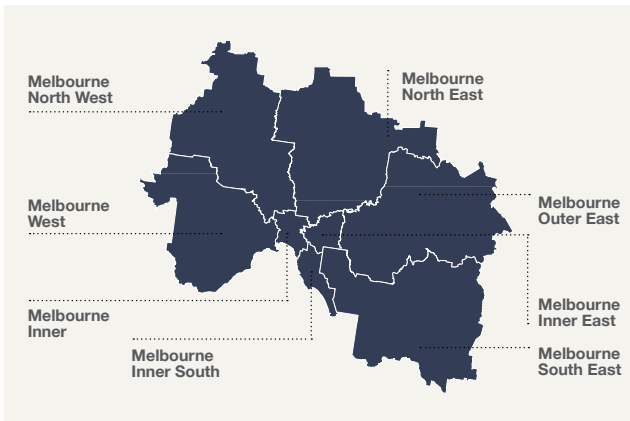 Melbourne
North West
Melbourne
North East
Melbourne
West
Melbourne
Outer East
Melbourne
Inner
Melbourne
Inner East
Melbourne
Inner South
Melbourne
South East